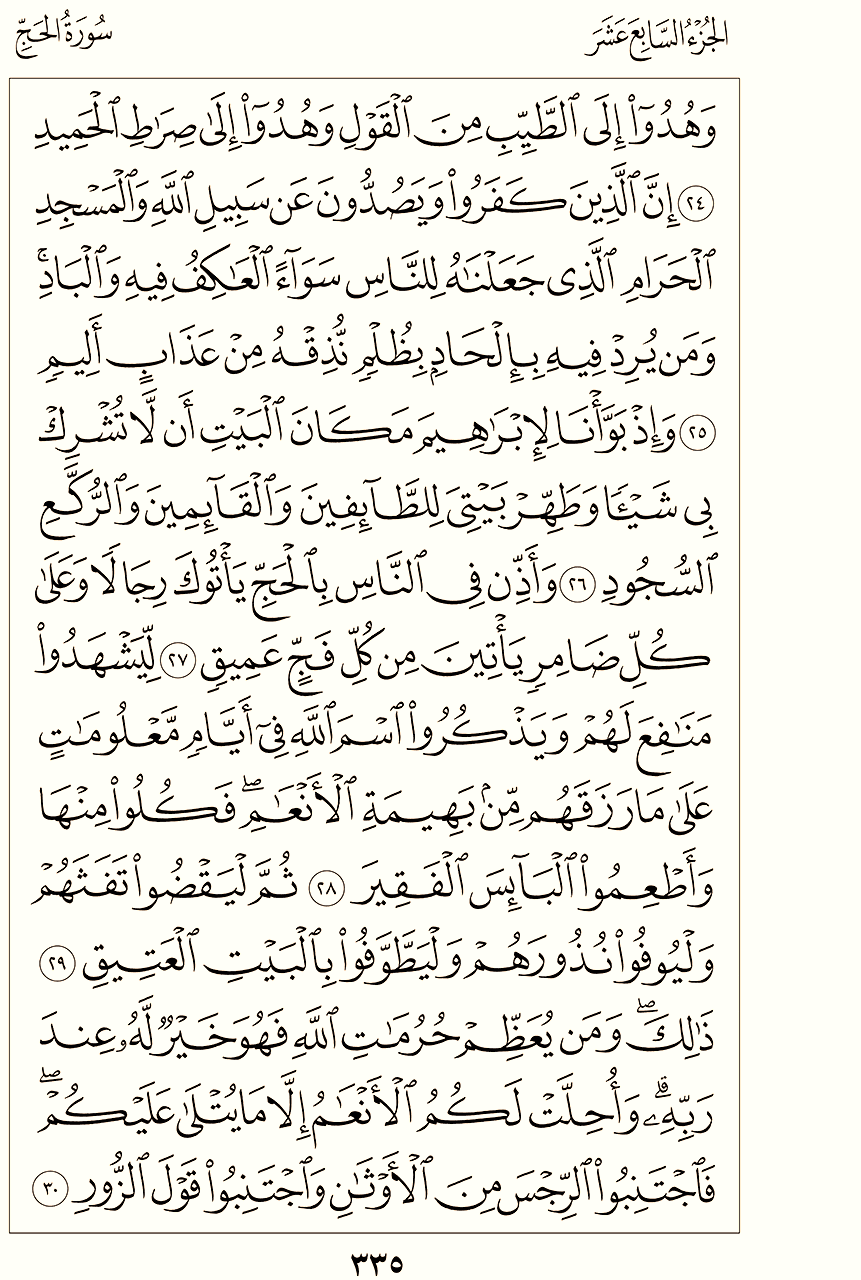 الجزء السابع عشر
سورة الحج
وَهُدُوٓا۟ إِلَى ٱلطَّيِّبِ مِنَ ٱلْقَوْلِ وَهُدُوٓا۟ إِلَىٰ صِرَٰطِ ٱلْحَمِيدِ
٢٤ إِنَّ ٱلَّذِينَ كَفَرُوا۟ وَيَصُدُّونَ عَن سَبِيلِ ٱللَّهِ وَٱلْمَسْجِدِ
ٱلْحَرَامِ ٱلَّذِى جَعَلْنَٰهُ لِلنَّاسِ سَوَآءً ٱلْعَٰكِفُ فِيهِ وَٱلْبَادِ ۚ
وَمَن يُرِدْ فِيهِ بِإِلْحَادٍۭ بِظُلْمٍ نُّذِقْهُ مِنْ عَذَابٍ أَلِيمٍ
٢٥ وَإِذْ بَوَّأْنَا لِإِبْرَٰهِيمَ مَكَانَ ٱلْبَيْتِ أَن لَّا تُشْرِكْ
بِى شَيْـًٔا وَطَهِّرْ بَيْتِىَ لِلطَّآئِفِينَ وَٱلْقَآئِمِينَ وَٱلرُّكَّعِ
ٱلسُّجُودِ ٢٦ وَأَذِّن فِى ٱلنَّاسِ بِٱلْحَجِّ يَأْتُوكَ رِجَالًا وَعَلَىٰ
كُلِّ ضَامِرٍ يَأْتِينَ مِن كُلِّ فَجٍّ عَمِيقٍ ٢٧ لِّيَشْهَدُوا۟
مَنَٰفِعَ لَهُمْ وَيَذْكُرُوا۟ ٱسْمَ ٱللَّهِ فِىٓ أَيَّامٍ مَّعْلُومَٰتٍ
عَلَىٰ مَا رَزَقَهُم مِّنۢ بَهِيمَةِ ٱلْأَنْعَٰمِ ۖ فَكُلُوا۟ مِنْهَا
وَأَطْعِمُوا۟ ٱلْبَآئِسَ ٱلْفَقِيرَ ٢٨ ثُمَّ لْيَقْضُوا۟ تَفَثَهُمْ
وَلْيُوفُوا۟ نُذُورَهُمْ وَلْيَطَّوَّفُوا۟ بِٱلْبَيْتِ ٱلْعَتِيقِ ٢٩
ذَٰلِكَ ۖ وَمَن يُعَظِّمْ حُرُمَٰتِ ٱللَّهِ فَهُوَ خَيْرٌ لَّهُۥ عِندَ
رَبِّهِۦ ۗ وَأُحِلَّتْ لَكُمُ ٱلْأَنْعَٰمُ إِلَّا مَا يُتْلَىٰ عَلَيْكُمْ ۖ
فَٱجْتَنِبُوا۟ ٱلرِّجْسَ مِنَ ٱلْأَوْثَٰنِ وَٱجْتَنِبُوا۟ قَوْلَ ٱلزُّورِ ٣٠
٣٣٥